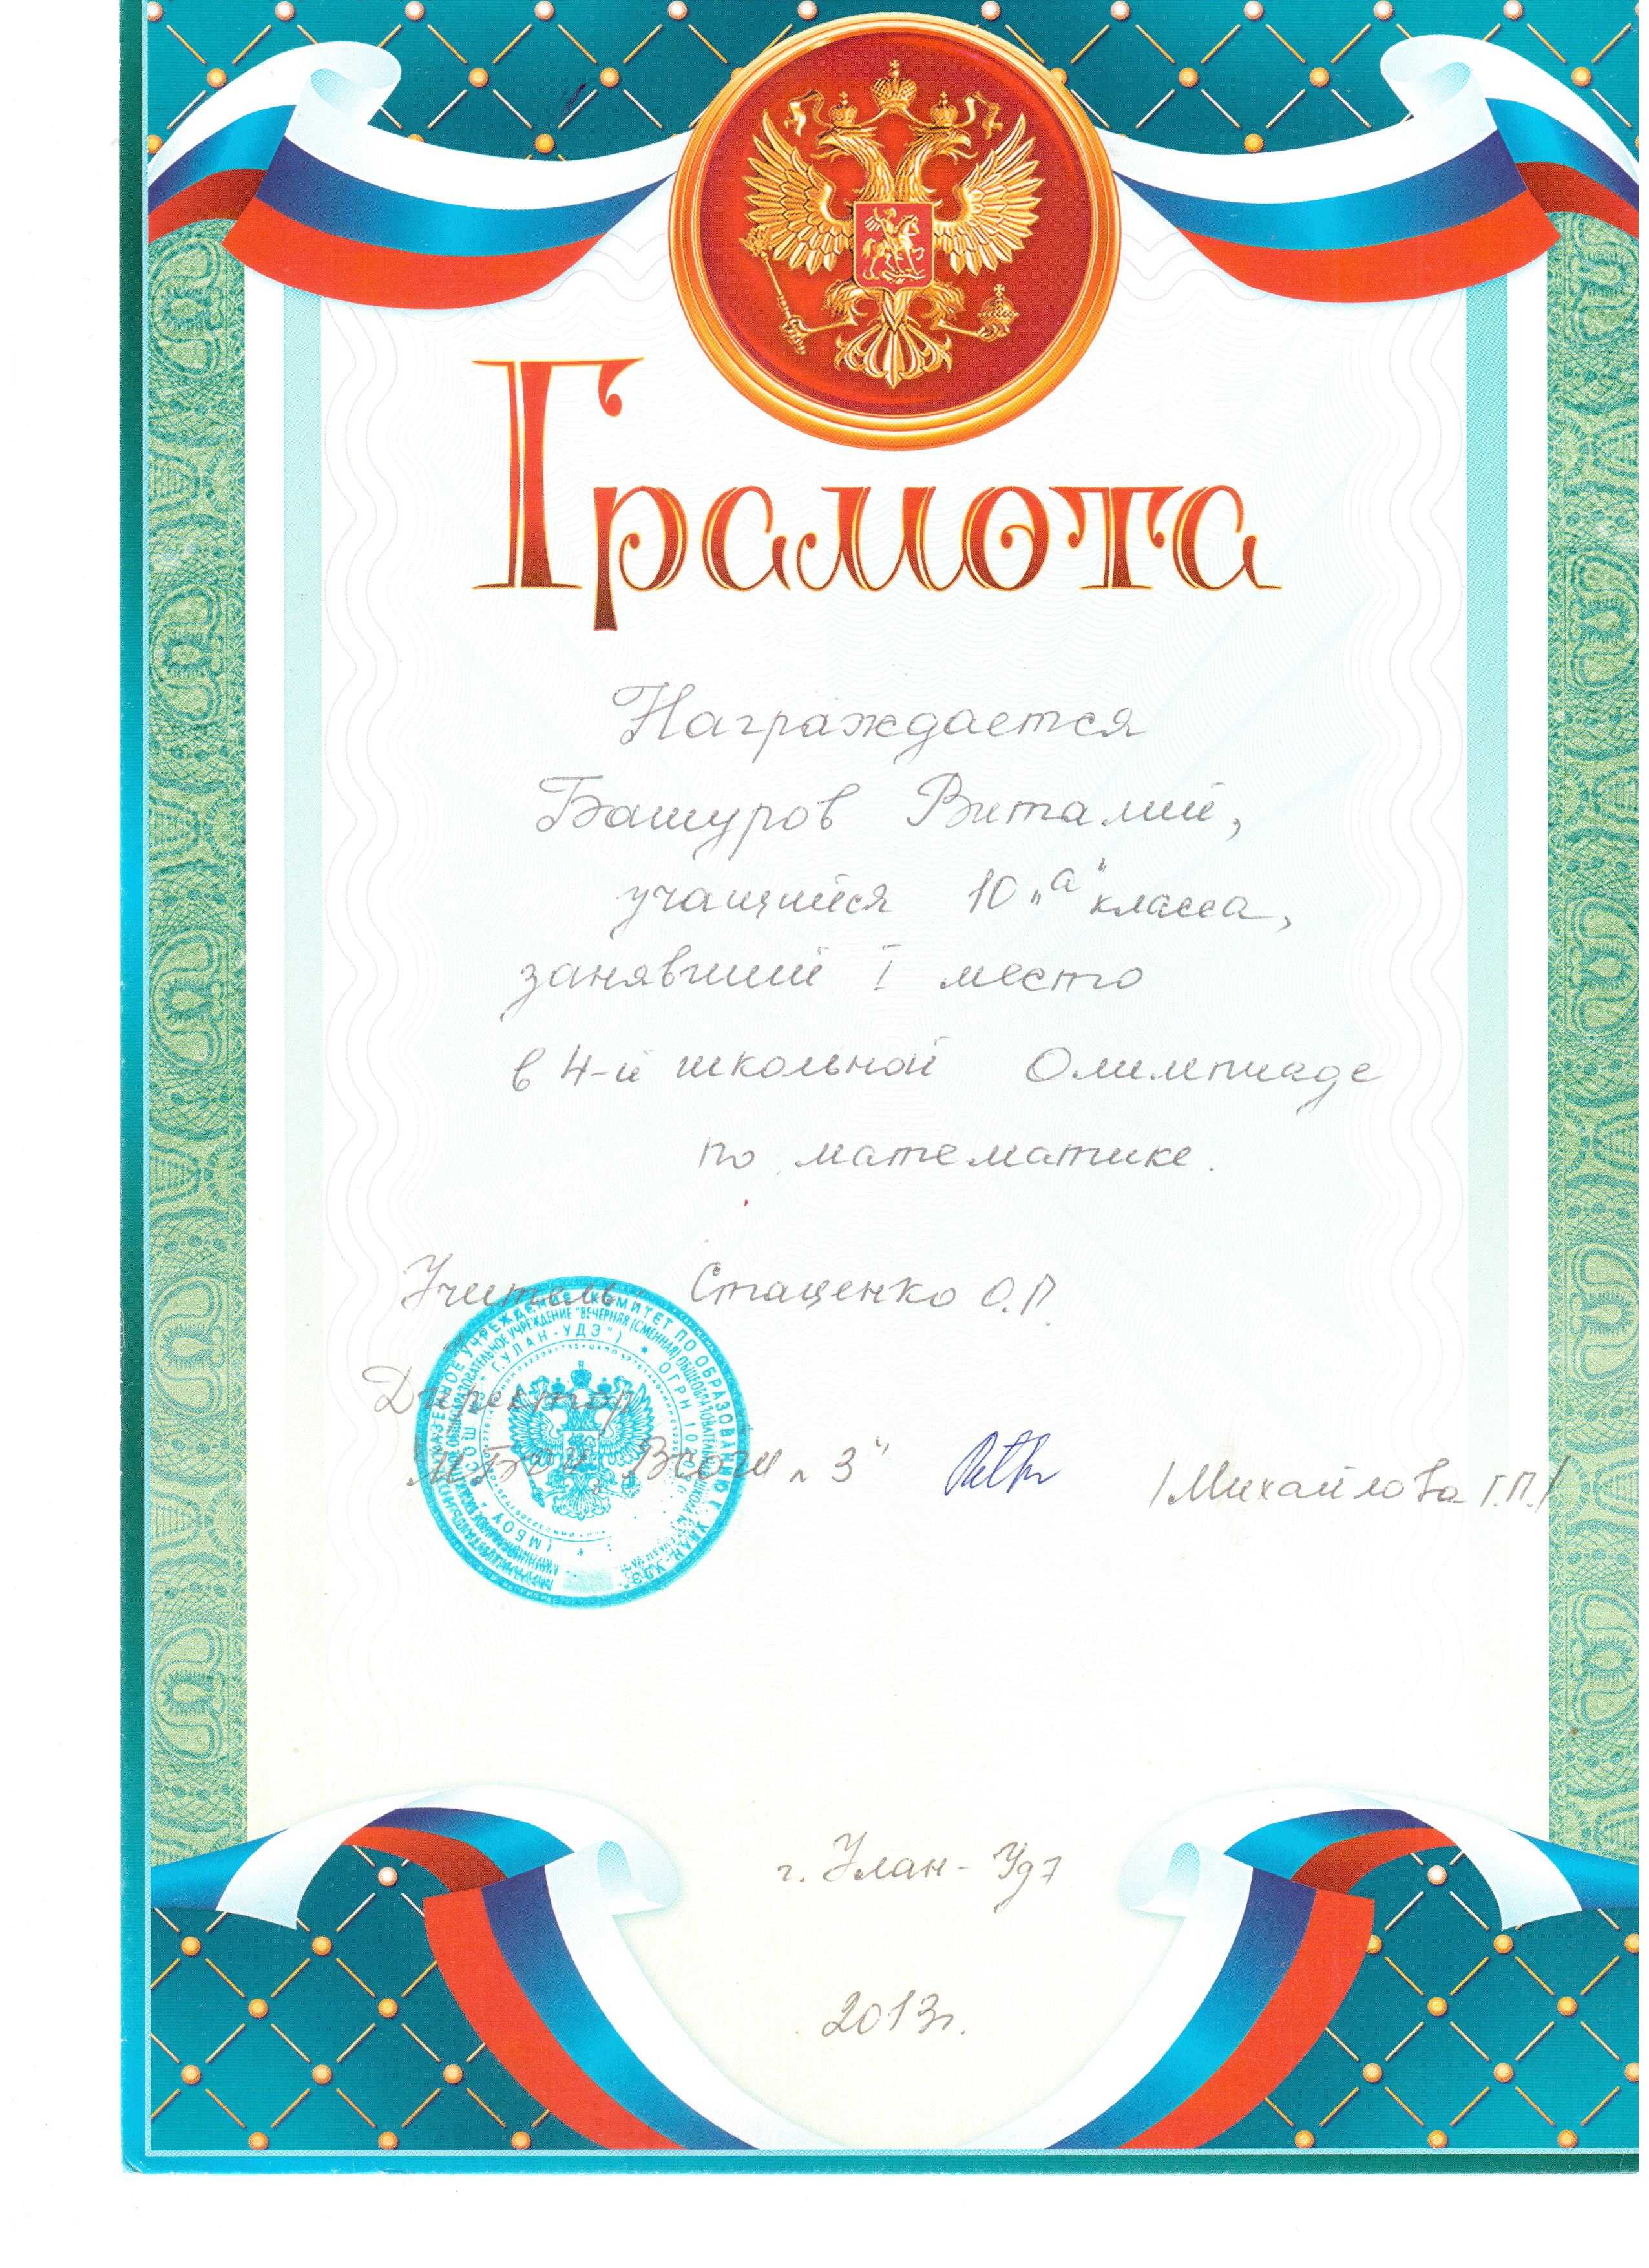 Грамота
Награждается
Башуров Виталий,
учащийся 10 "а" класса,
занявший I место
в 4-й школьной Олимпиаде
по математике.
Учитель Стаценко О.П.
Директор
МБОУ ВСОШ "3" /Михайлова Г.П./
г. Улан-Удэ
2013г.